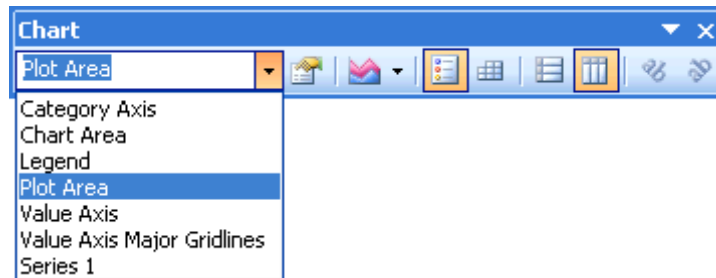 Chart
Plot Area
Category Axis
Chart Area
Legend
Plot Area
Value Axis
Value Axis Major Gridlines
Series 1